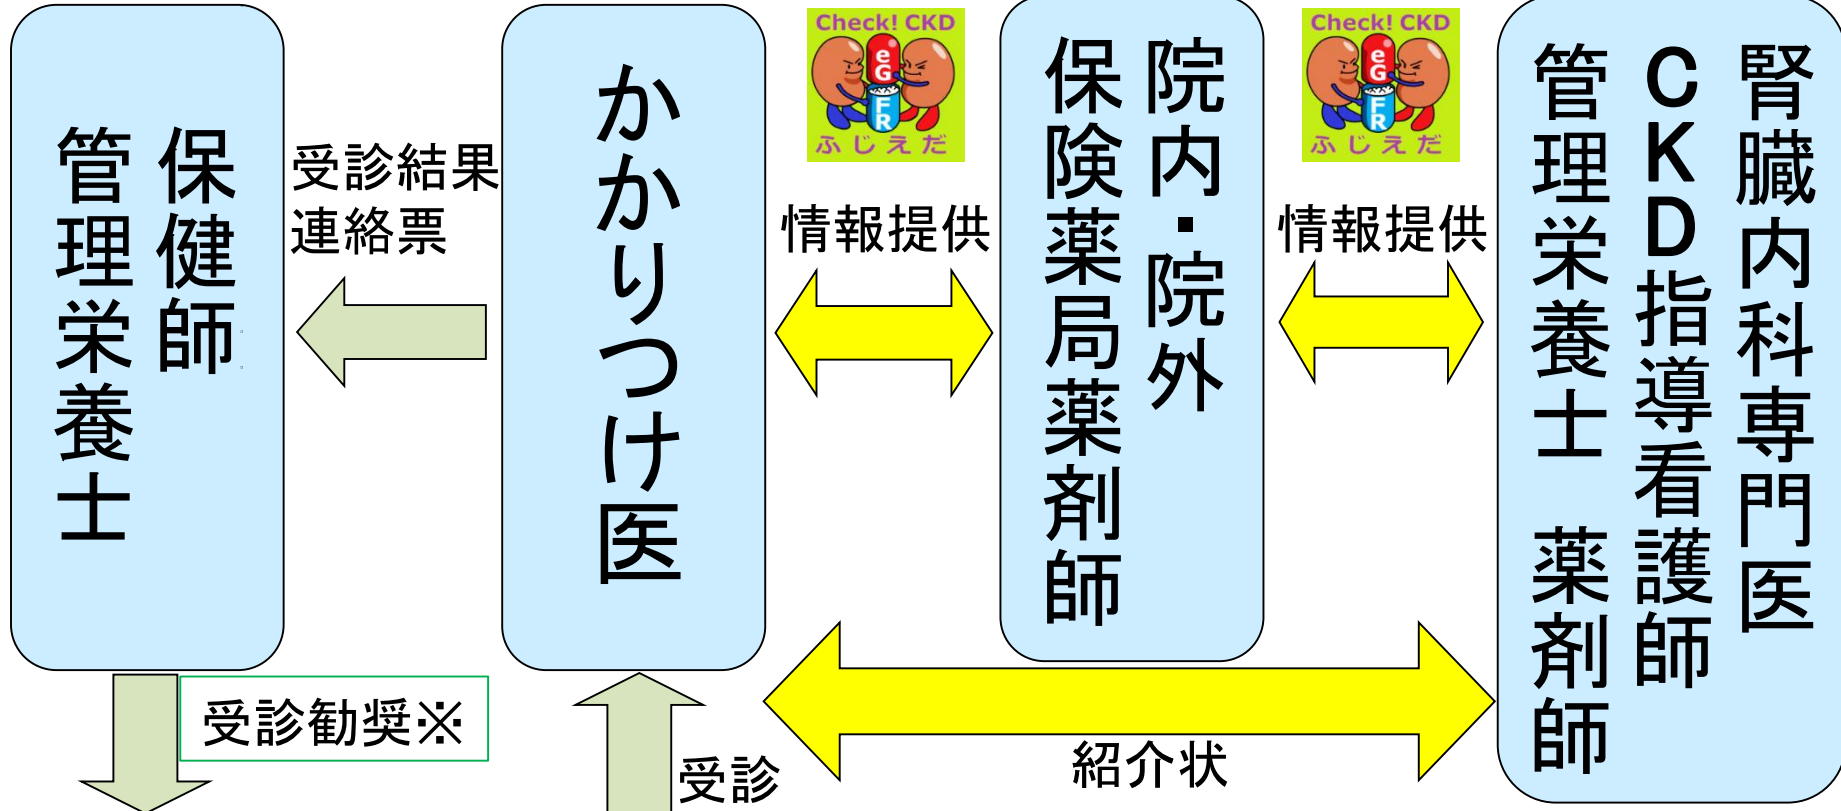 保健師
管理栄養士
受診結果
連絡票
かかりつけ医
Check! CKD
eG
FR
ふじえだ
情報提供
院内・院外
保険薬局薬剤師
Check! CKD
eG
FR
ふじえだ
情報提供
腎臓内科専門医
CKD指導看護師
管理栄養士 薬剤師
受診勧奨※
受診
紹介状